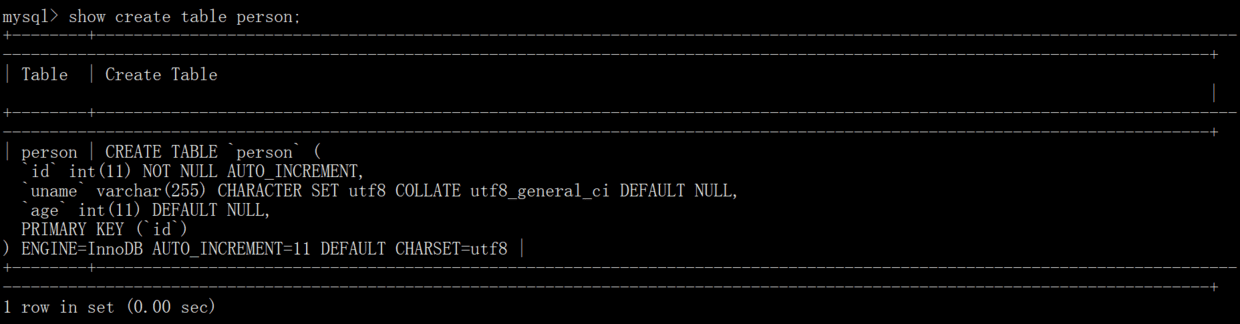 mysql> show create table person;
| Table | Create Table |
| person | CREATE TABLE `person` (
`id` int(11) NOT NULL AUTO_INCREMENT,
`uname` varchar(255) CHARACTER SET utf8 COLLATE utf8_general_ci DEFAULT NULL,
`age` int(11) DEFAULT NULL,
PRIMARY KEY (`id`)
) ENGINE=InnoDB AUTO_INCREMENT=11 DEFAULT CHARSET=utf8 |
1 row in set (0.00 sec)